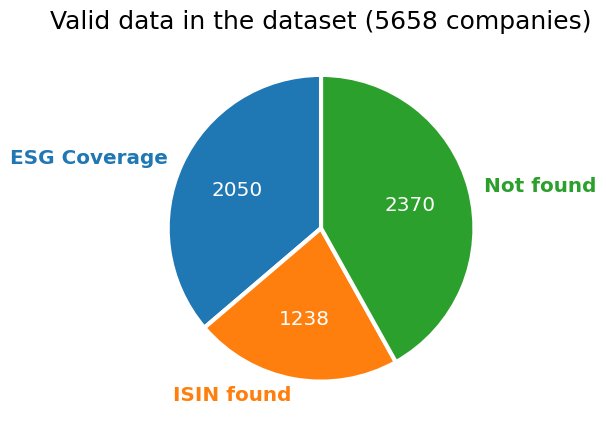 Valid data in the dataset (5658 companies)
ESG Coverage
2050
Not found
2370
1238
ISIN found